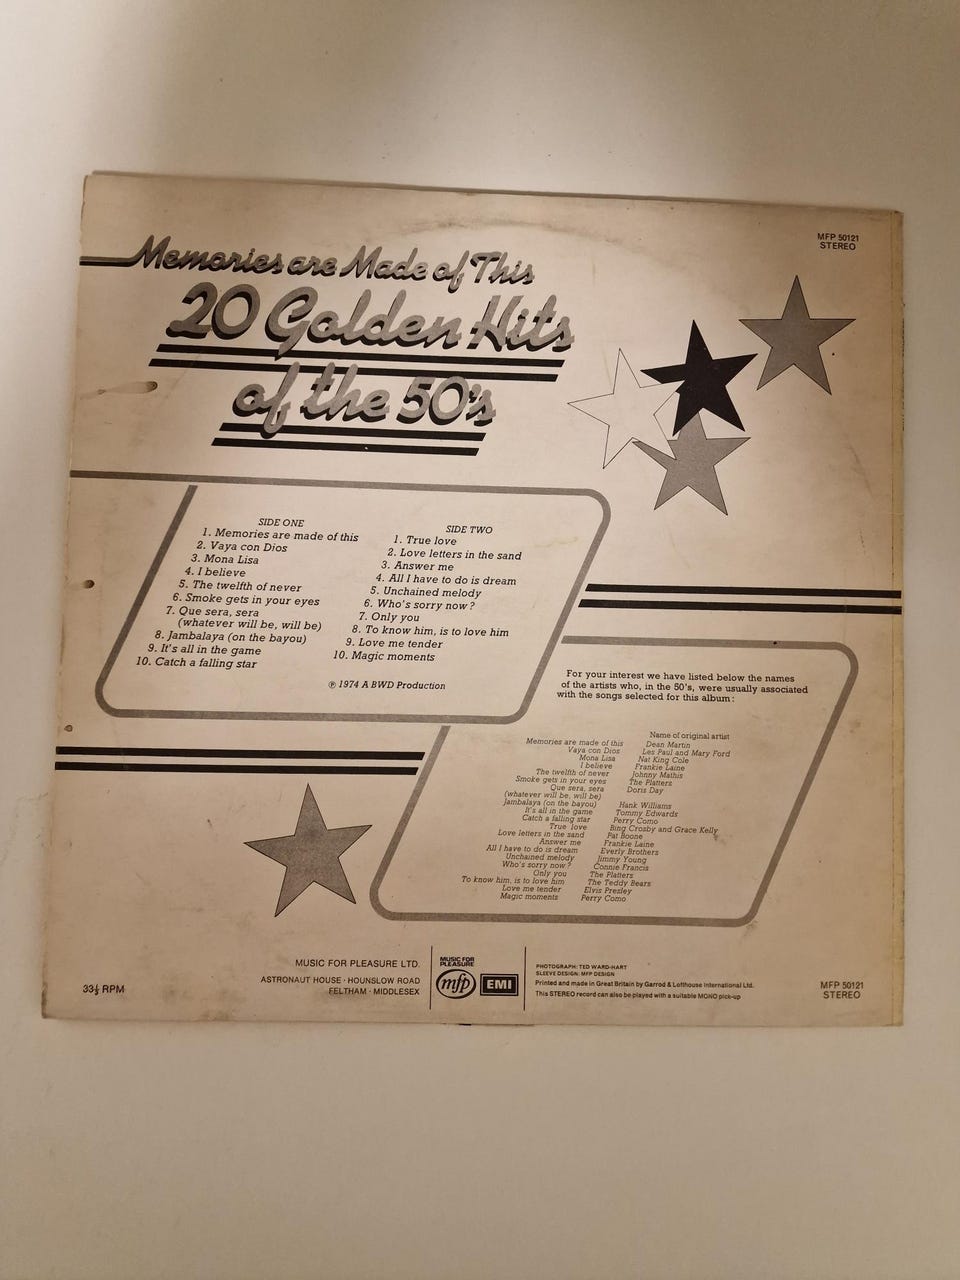 MFP 50121
STEREO
Memories are Made of This
20 Golden Hits
of the 50's
SIDE ONE
1. Memories are made of this
2. Vaya con Dios
3. Mona Lisa
4. I believe
5. The twelfth of never
6. Smoke gets in your eyes
7. Que sera, sera
(whatever will be, will be)
8. Jambalaya (on the bayou)
9. It's all in the game
10. Catch a falling star
SIDE TWO
1. True love
2. Love letters in the sand
3. Answer me
4. All I have to do is dream
5. Unchained melody
6. Who's sorry now?
7. Only you
8. To know him, is to love him
9. Love me tender
10. Magic moments
℗ 1974 A BWD Production
For your interest we have listed below the names
of the artists who, in the 50's, were usually associated
with the songs selected for this album:
Name of original artist
Memories are made of this Dean Martin
Vaya con Dios Les Paul and Mary Ford
Mona Lisa Nat King Cole
I believe Frankie Laine
The twelfth of never Johnny Mathis
Smoke gets in your eyes The Platters
Que sera, sera Doris Day
(whatever will be, will be)
Jambalaya (on the bayou) Hank Williams
It's all in the game Tommy Edwards
Catch a falling star Perry Como
True love Bing Crosby and Grace Kelly
Love letters in the sand Pat Boone
Answer me Frankie Laine
All I have to do is dream Everly Brothers
Unchained melody Jimmy Young
Who's sorry now? Connie Francis
Only you The Platters
To know him, is to love him The Teddy Bears
Love me tender Elvis Presley
Magic moments Perry Como
33⅓ RPM
MUSIC FOR PLEASURE LTD.
ASTRONAUT HOUSE · HOUNSLOW ROAD
FELTHAM · MIDDLESEX
MUSIC FOR
PLEASURE
mfp
EMI
PHOTOGRAPH: TED WARD-HART
SLEEVE DESIGN: MFP DESIGN
Printed and made in Great Britain by Garrod & Lofthouse International Ltd.
This STEREO record can also be played with a suitable MONO pick-up
MFP 50121
STEREO